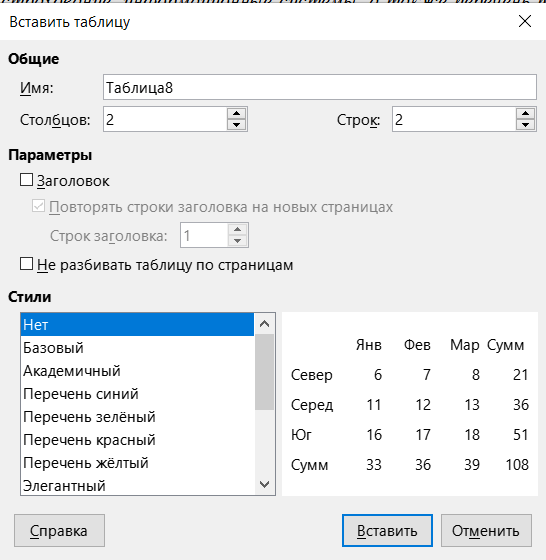 Вставить таблицу
Общие
Имя: Таблица8
Столбцов: 2 Строк: 2
Параметры
Заголовок
Повторять строки заголовка на новых страницах
Строк заголовка: 1
Не разбивать таблицу по страницам
Стили
Нет
Базовый
Академичный
Перечень синий
Перечень зелёный
Перечень красный
Перечень жёлтый
Элегантный
Янв Фев Мар Сумм
Север 6 7 8 21
Серед 11 12 13 36
Юг 16 17 18 51
Сумм 33 36 39 108
Справка Вставить Отменить